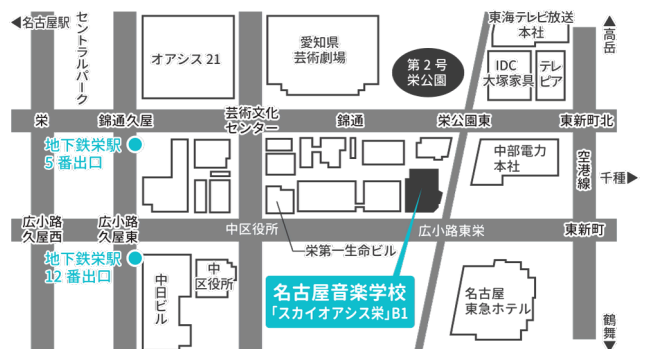 ◀名古屋駅
セントラルパーク
オアシス21
愛知県
芸術劇場
第2号
栄公園
東海テレビ放送
本社
IDC
大塚家具
テレ
ピア
▲高岳
栄
錦通久屋
芸術文化
センター
錦通
栄公園東
東新町北
地下鉄栄駅
5番出口
中部電力
本社
空港線
千種▶
広小路
久屋西
広小路
久屋東
中区役所
広小路東栄
東新町
栄第一生命ビル
地下鉄栄駅
12番出口
中日ビル
中
区役所
名古屋音楽学校
「スカイオアシス栄」B1
名古屋
東急ホテル
鶴舞▼